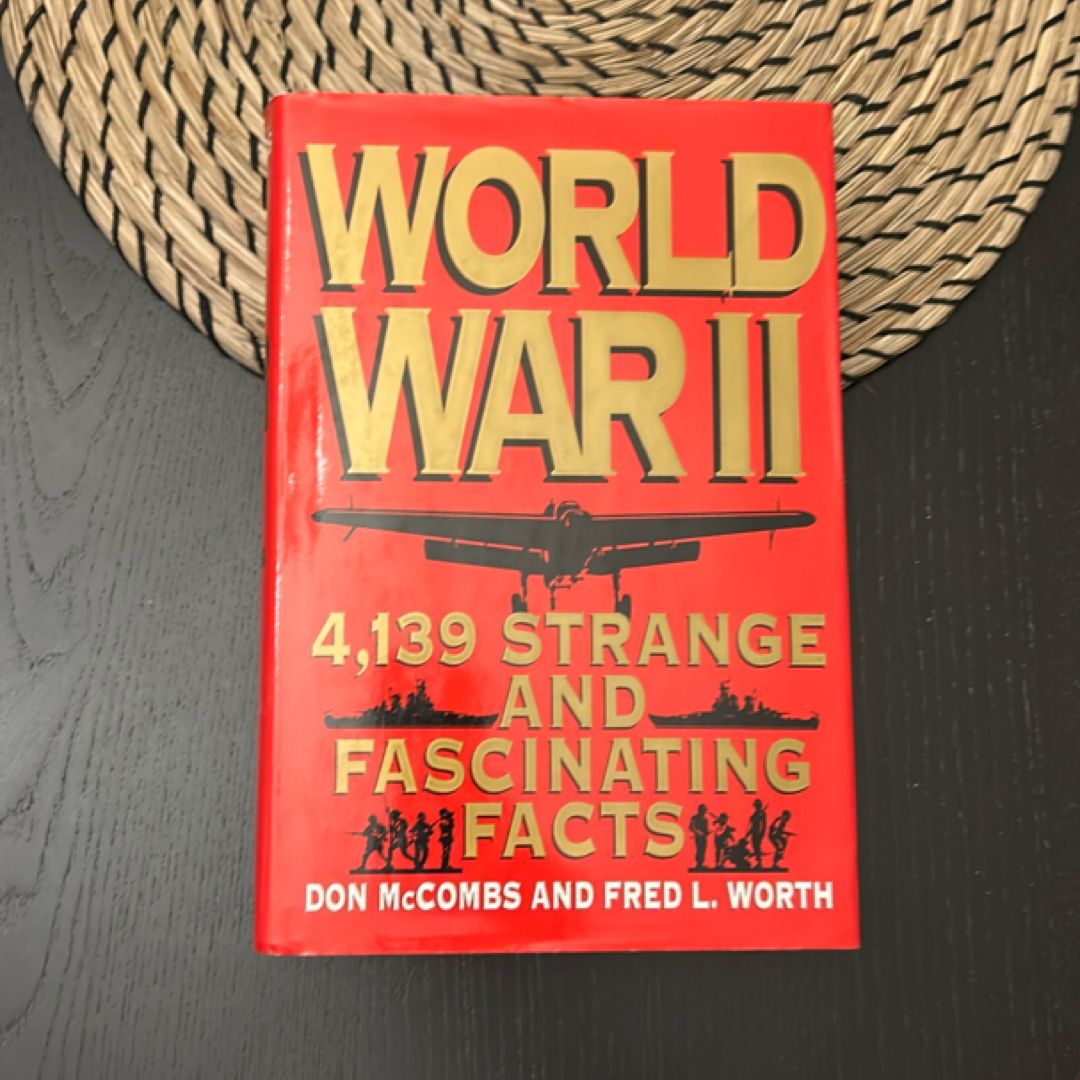 WORLD
WAR II
4,139 STRANGE
AND
FASCINATING
FACTS
DON McCOMBS AND FRED L. WORTH